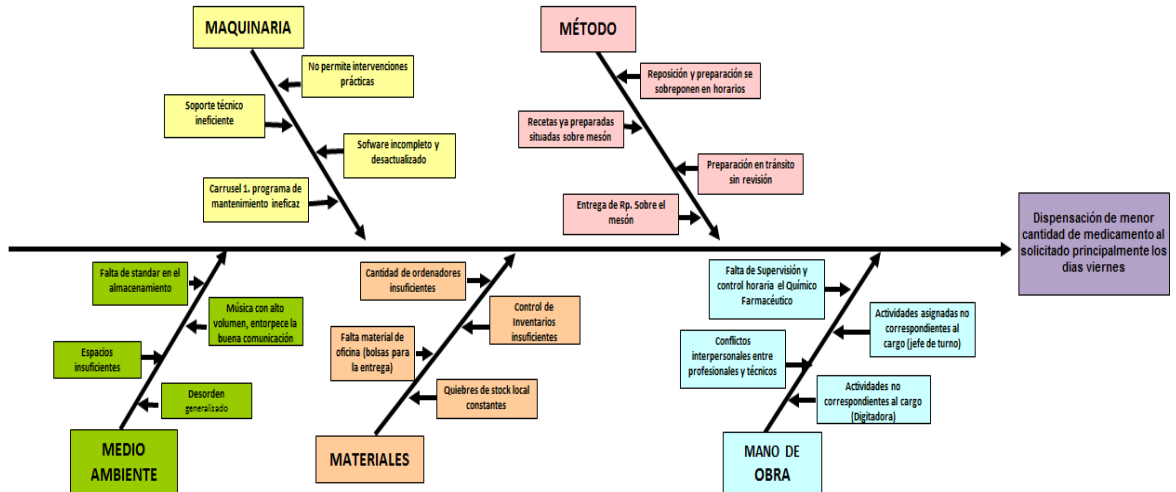 MAQUINARIA
No permite intervenciones
prácticas
Soporte técnico
ineficiente
Sofware incompleto y
desactualizado
Carrusel 1. programa de
mantenimiento ineficaz
MÉTODO
Reposición y preparación se
sobreponen en horarios
Recetas ya preparadas
situadas sobre mesón
Preparación en tránsito
sin revisión
Entrega de Rp. Sobre el
mesón
Dispensación de menor
cantidad de medicamento al
solicitado principalmente los
dias viernes
Falta de standar en el
almacenamiento
Música con alto
volumen, entorpece la
buena comunicación
Espacios
insuficientes
Desorden
generalizado
MEDIO
AMBIENTE
Cantidad de ordenadores
insuficientes
Control de
Inventarios
insuficientes
Falta material de
oficina (bolsas para
la entrega)
Quiebres de stock local
constantes
MATERIALES
Falta de Supervisión y
control horaria el Químico
Farmacéutico
Actividades asignadas no
correspondientes al
cargo (jefe de turno)
Conflictos
interpersonales entre
profesionales y técnicos
Actividades no
correspondientes al cargo
(Digitadora)
MANO DE
OBRA